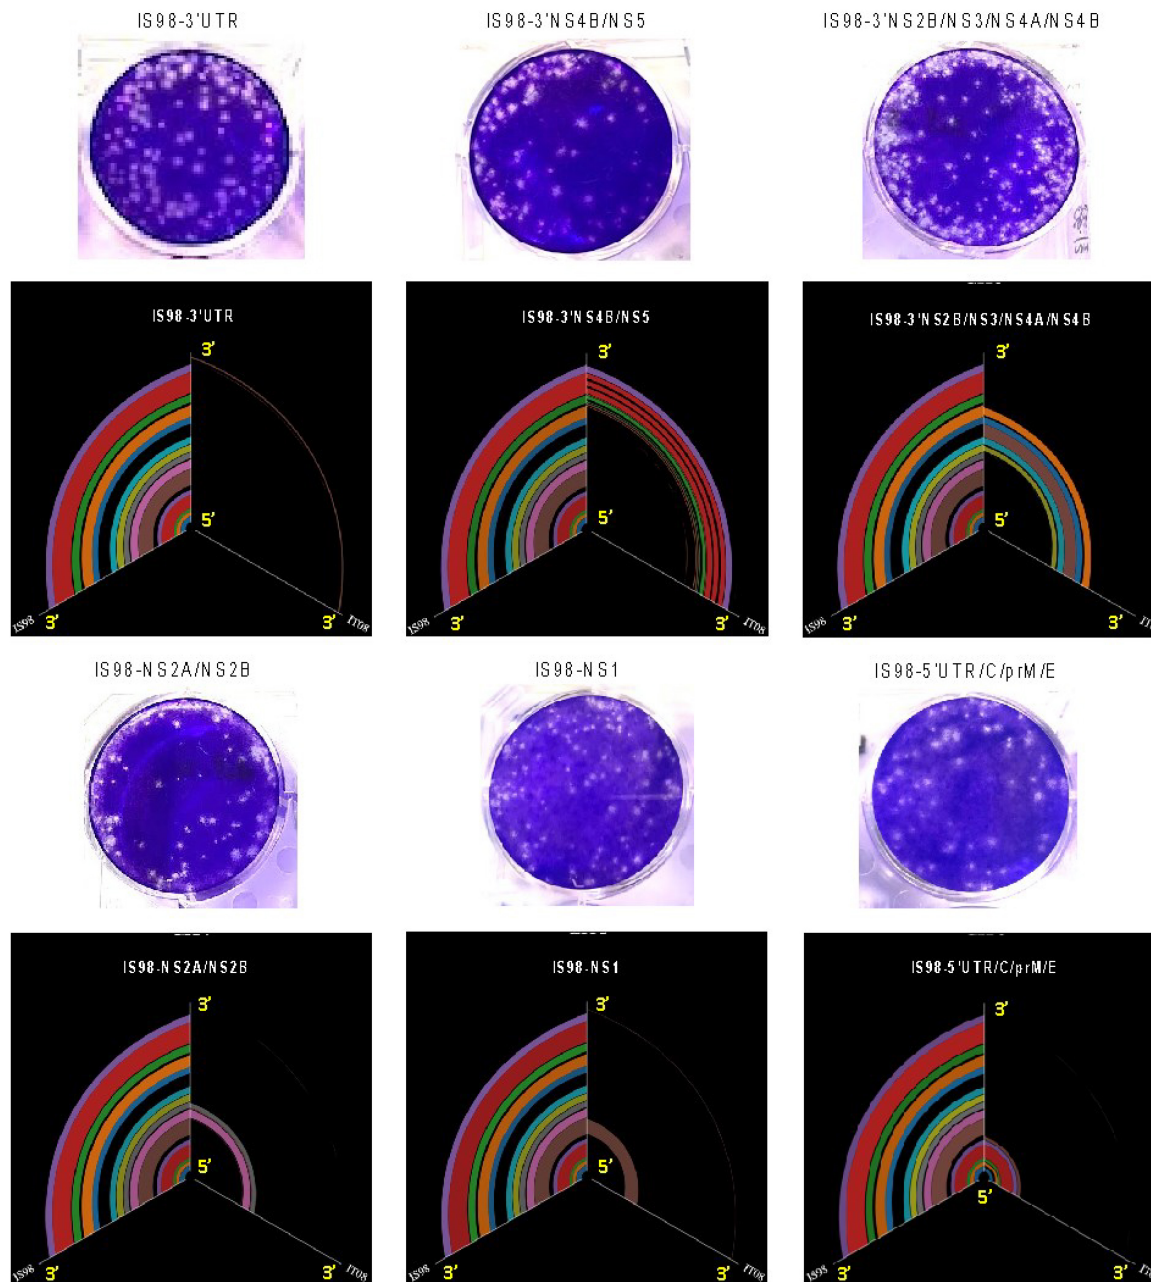 IS98-3'UTR
IS98-3'NS4B/NS5
IS98-3'NS2B/NS3/NS4A/NS4B
IS98-3'UTR
3'
5'
IS98
3'
3'
IT08
IS98-3'NS4B/NS5
3'
5'
IS98
3'
3'
IT08
IS98-3'NS2B/NS3/NS4A/NS4B
3'
5'
IS98
3'
3'
IS98-NS2A/NS2B
IS98-NS1
IS98-5'UTR/C/prM/E
IS98-NS2A/NS2B
3'
5'
IS98
3'
3'
IT08
IS98-NS1
3'
5'
IS98
3'
3'
IT08
IS98-5'UTR/C/prM/E
3'
5'
IS98
3'
3'